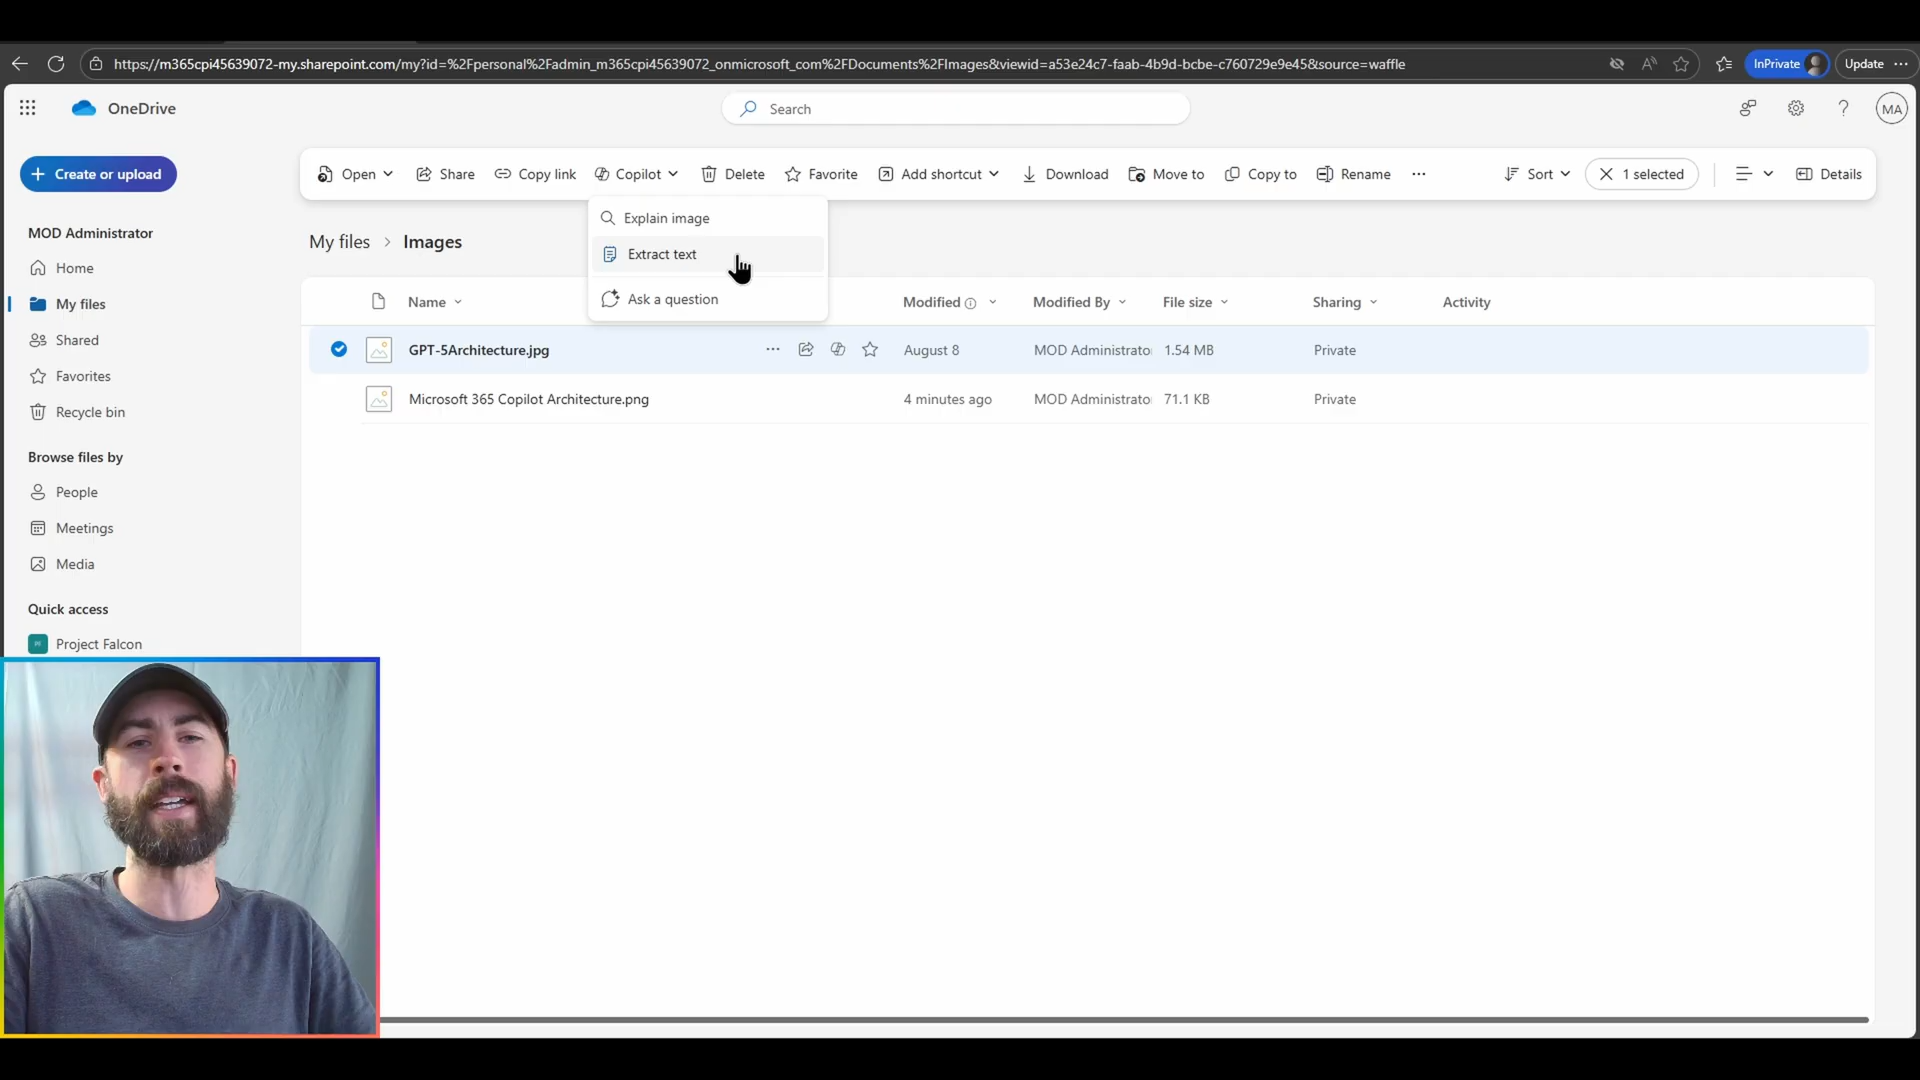 https://m365cpi45639072-my.sharepoint.com/my?id=%2Fpersonal%2Fadmin_m365cpi45639072_onmicrosoft_com%2FDocuments%2FImages&viewid=a53e24c7-faab-4b9d-bcbe-c760729e9e45&source=waffle
InPrivate
Update
OneDrive
Search
MA
Create or upload
Open
Share
Copy link
Copilot
Delete
Favorite
Add shortcut
Download
Move to
Copy to
Rename
Sort
1 selected
Details
Explain image
Extract text
Ask a question
MOD Administrator
Home
My files
Shared
Favorites
Recycle bin
Browse files by
People
Meetings
Media
Quick access
Project Falcon
My files > Images
Name Modified Modified By File size Sharing Activity
GPT-5Architecture.jpg August 8 MOD Administrato 1.54 MB Private
Microsoft 365 Copilot Architecture.png 4 minutes ago MOD Administrato 71.1 KB Private